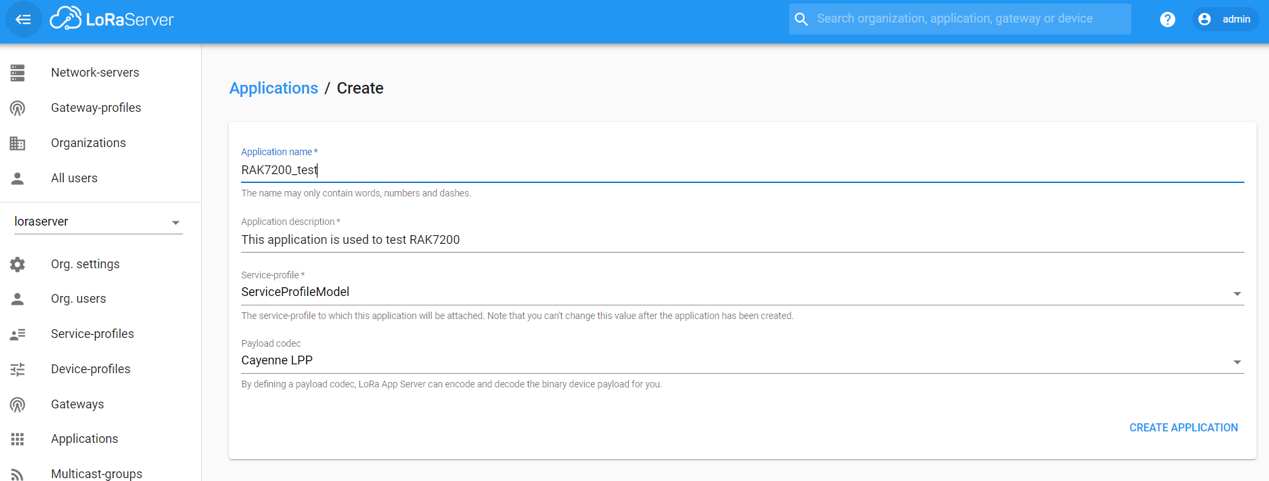 LoRaServer
Search organization, application, gateway or device
?
admin
Network-servers
Gateway-profiles
Organizations
All users
loraserver
Org. settings
Org. users
Service-profiles
Device-profiles
Gateways
Applications
Multicast-groups
Applications / Create
Application name *
RAK7200_test
The name may only contain words, numbers and dashes.
Application description *
This application is used to test RAK7200
Service-profile *
ServiceProfileModel
The service-profile to which this application will be attached. Note that you can't change this value after the application has been created.
Payload codec
Cayenne LPP
By defining a payload codec, LoRa App Server can encode and decode the binary device payload for you.
CREATE APPLICATION